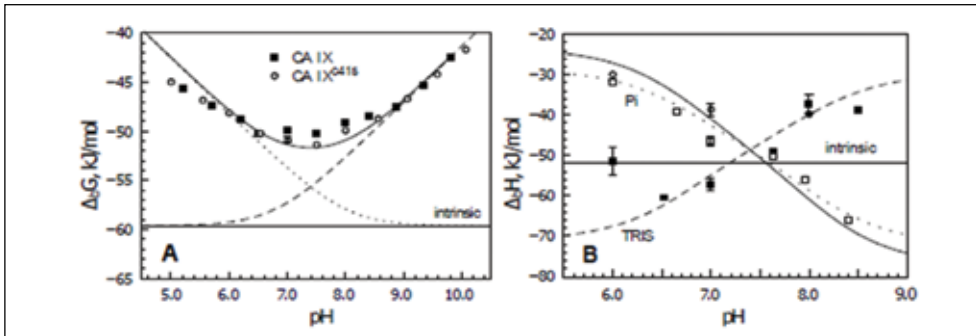 -40
-45
-50
-55
-60
-65
ΔbG, kJ/mol
CA IX
CA IXC41S
intrinsic
A
5.0 6.0 7.0 8.0 9.0 10.0
pH
-20
-30
-40
-50
-60
-70
-80
ΔbH, kJ/mol
Pi
intrinsic
TRIS
B
6.0 7.0 8.0 9.0
pH